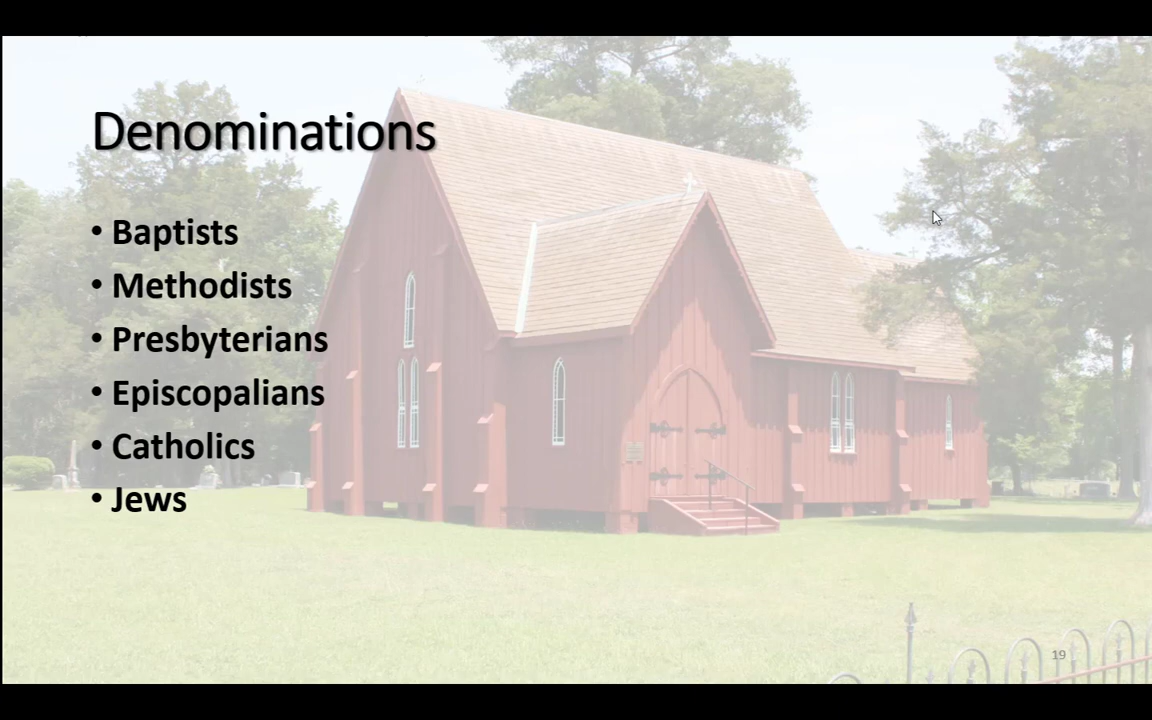 Denominations
• Baptists
• Methodists
• Presbyterians
• Episcopalians
• Catholics
• Jews
19